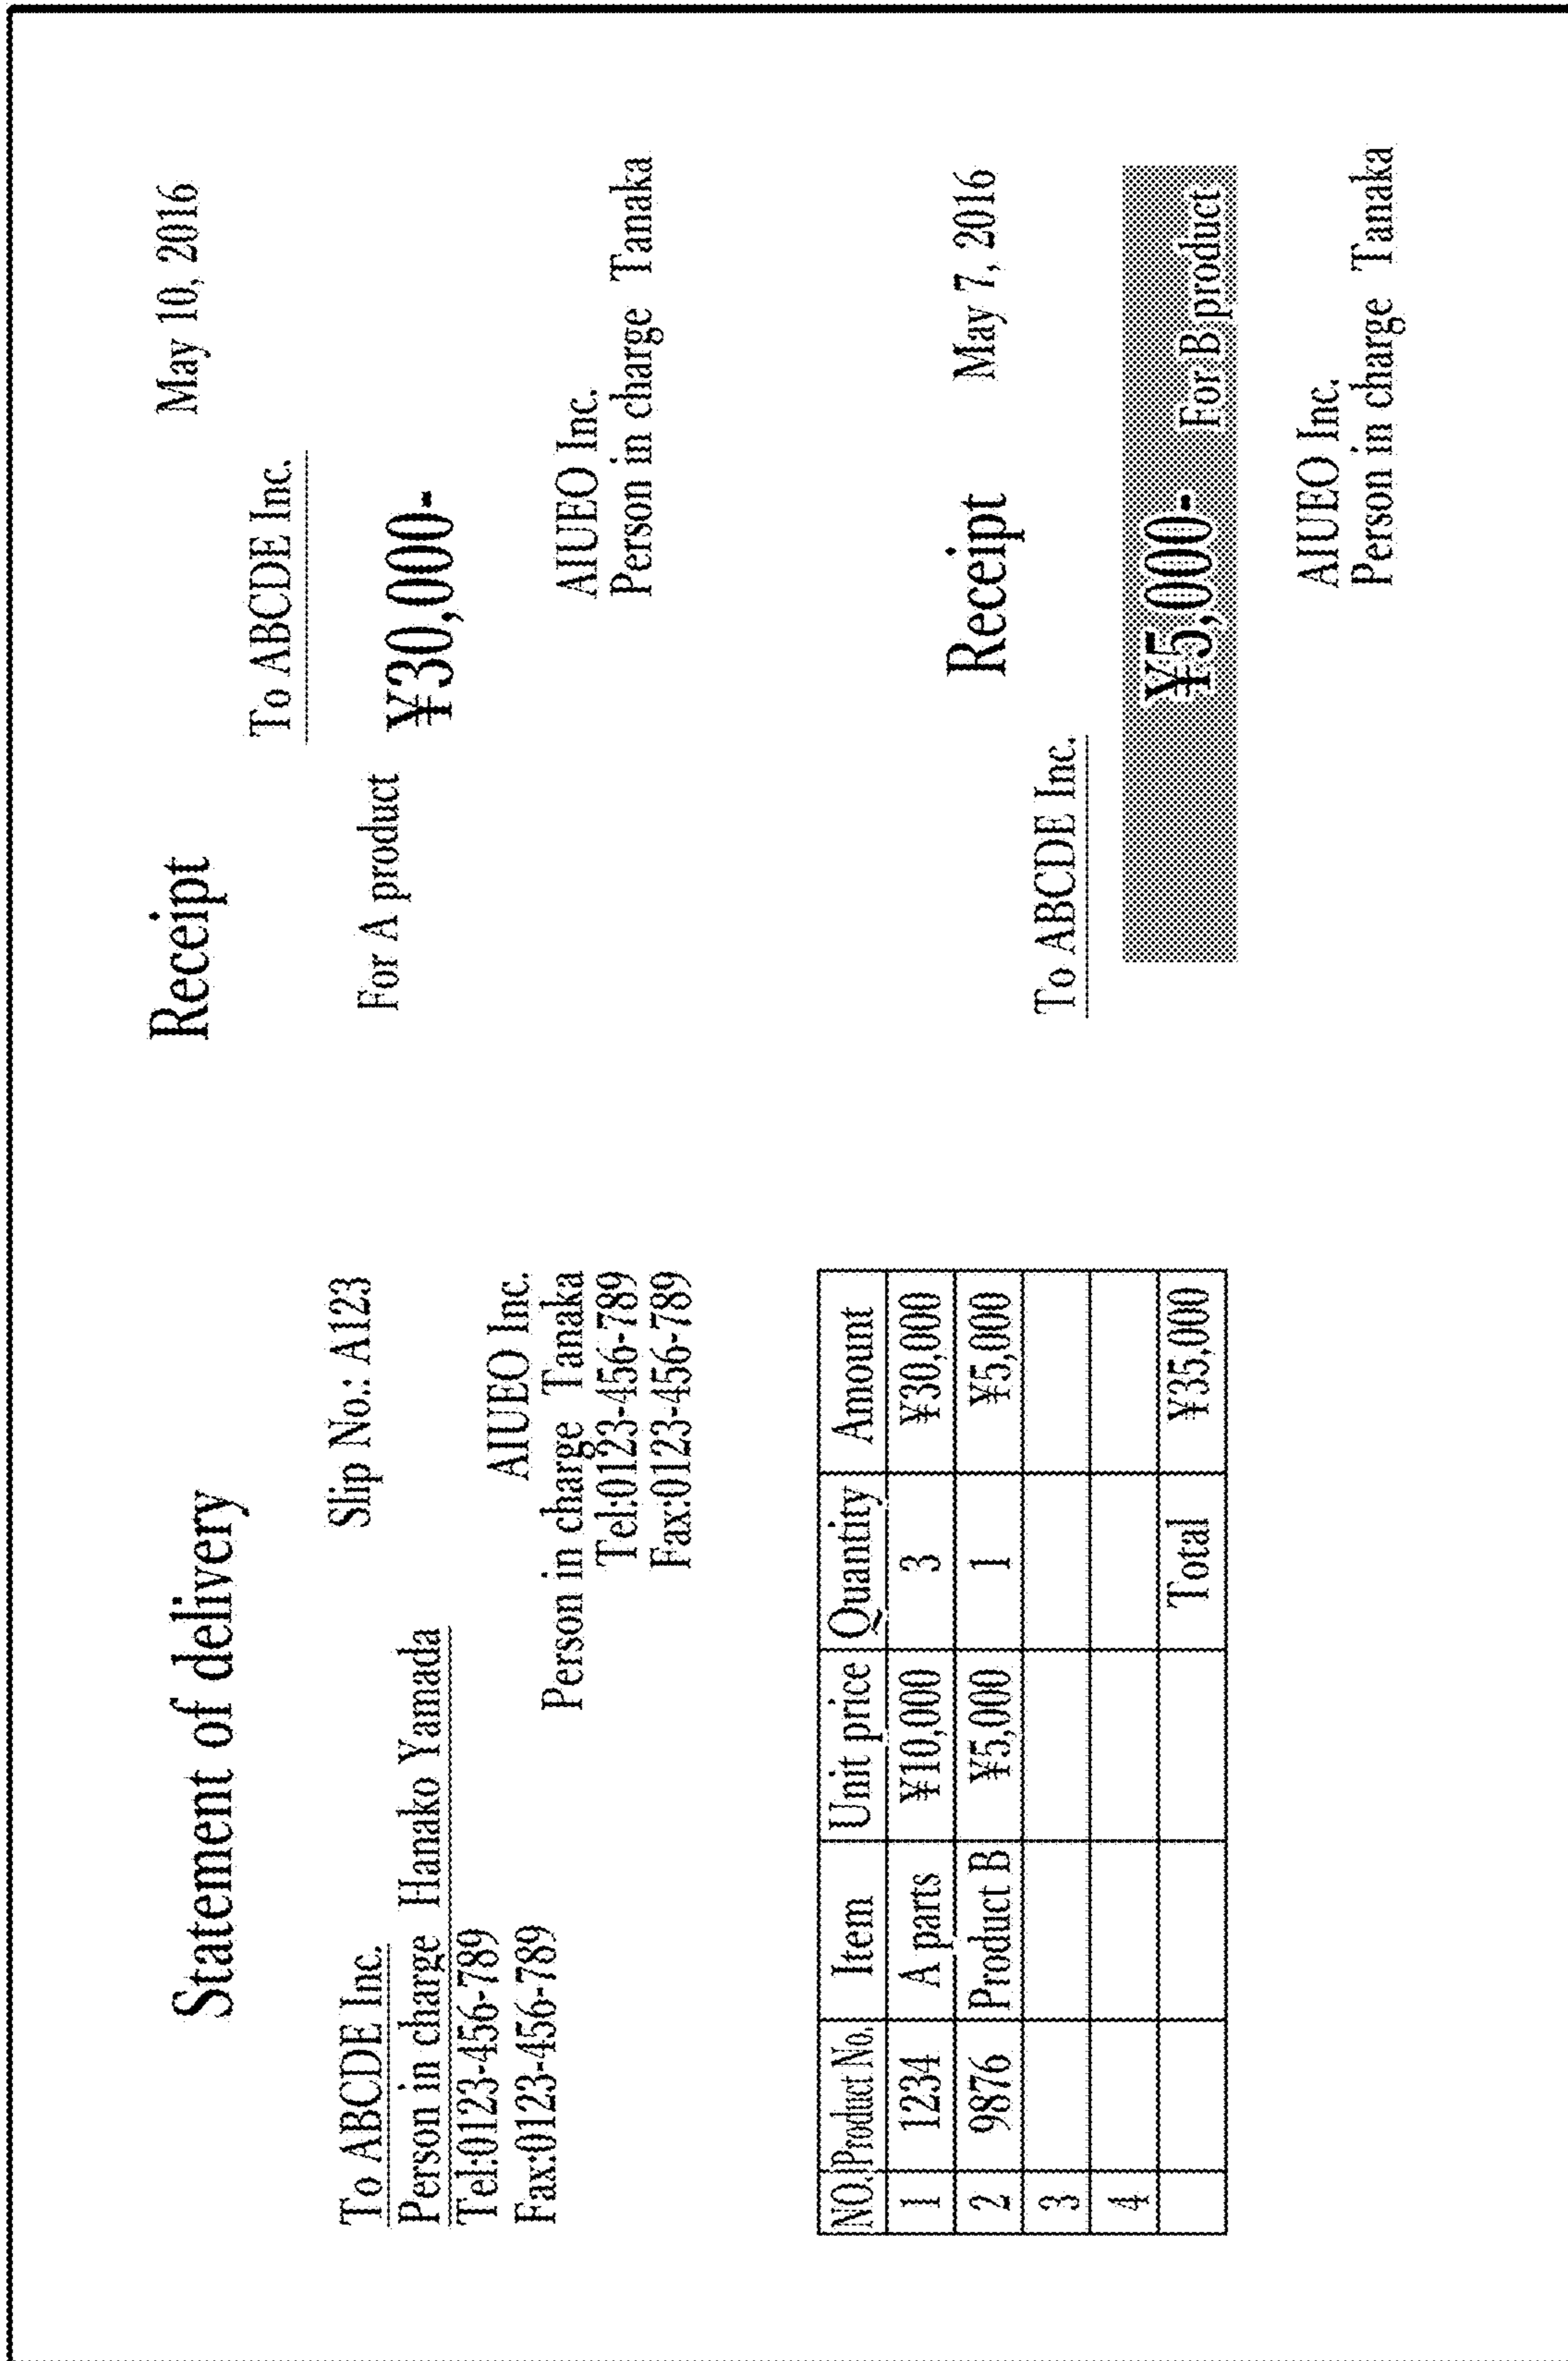 Statement of delivery
Slip No.: A123
To ABCDE Inc.
Person in charge Hanako Yamada
Tel:0123-456-789
Fax:0123-456-789
AIUEO Inc.
Person in charge Tanaka
Tel:0123-456-789
Fax:0123-456-789
NO. Product No. Item Unit price Quantity Amount
1 1234 A parts ¥10,000 3 ¥30,000
2 9876 Product B ¥5,000 1 ¥5,000
3
4
Total ¥35,000
Receipt
May 10, 2016
To ABCDE Inc.
For A product
¥30,000-
AIUEO Inc.
Person in charge Tanaka
Receipt
May 7, 2016
To ABCDE Inc.
¥5,000- For B product
AIUEO Inc.
Person in charge Tanaka